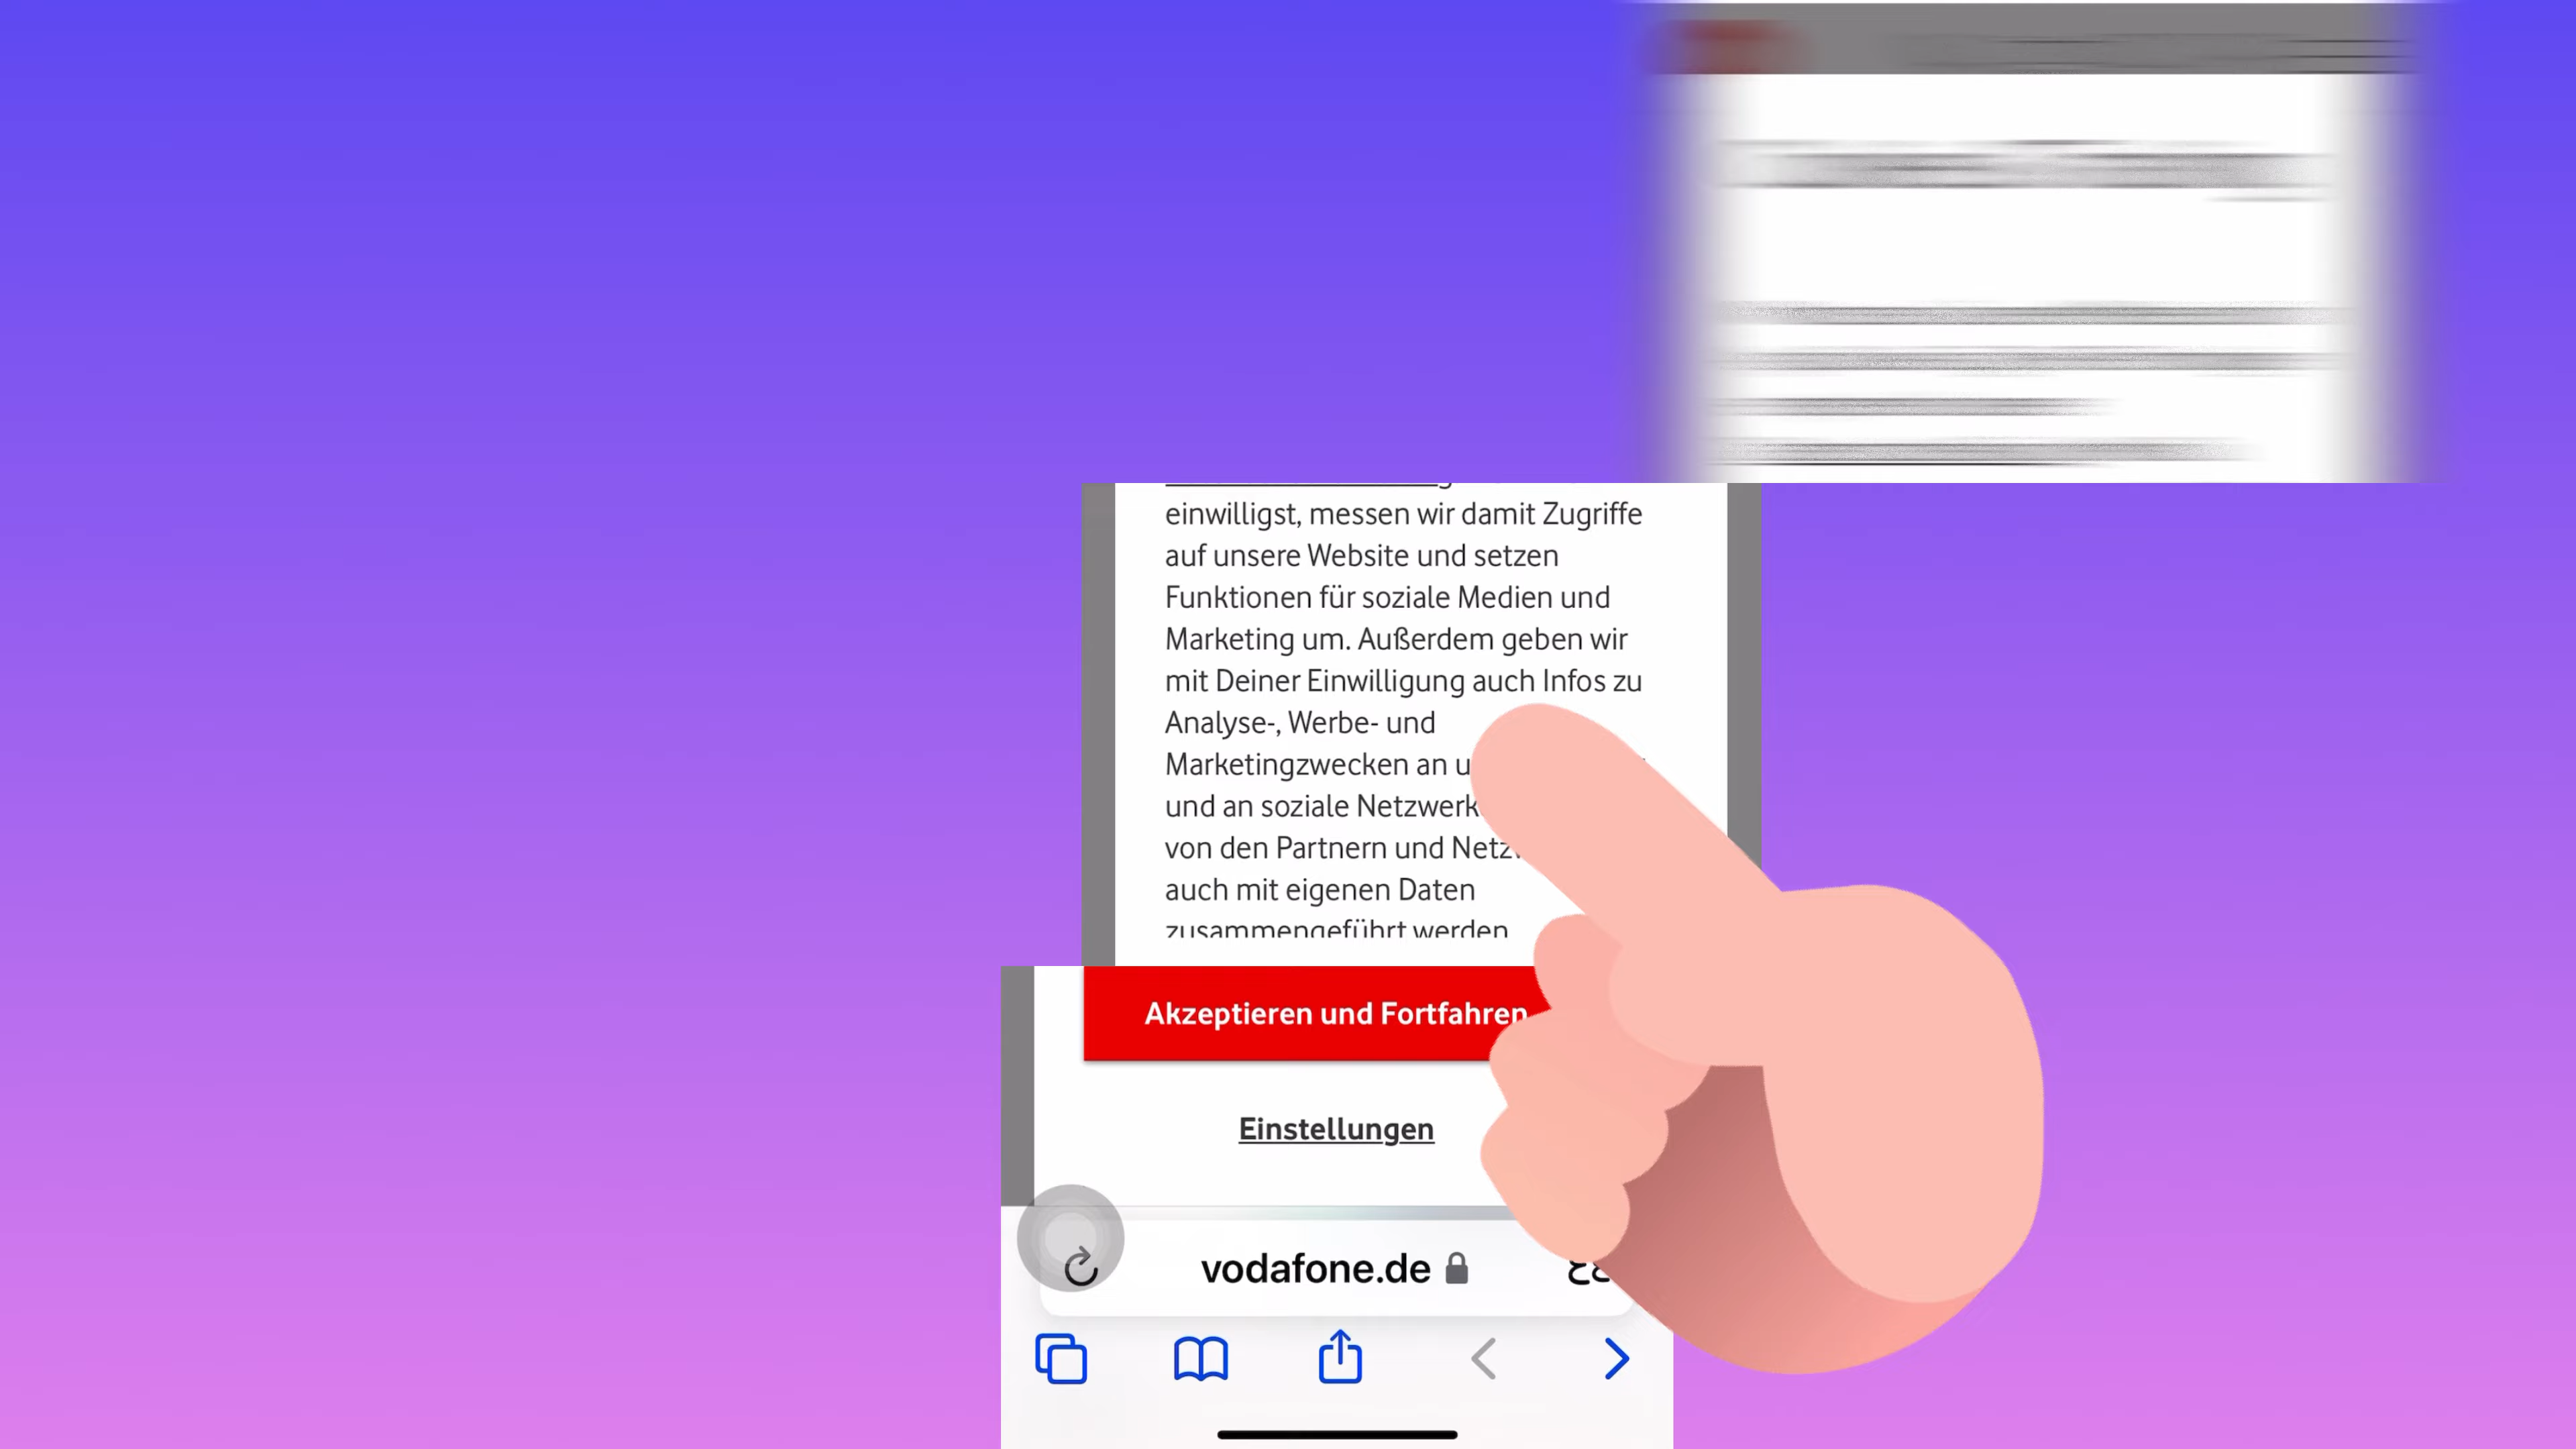 einwilligst, messen wir damit Zugriffe
auf unsere Website und setzen
Funktionen für soziale Medien und
Marketing um. Außerdem geben wir
mit Deiner Einwilligung auch Infos zu
Analyse-, Werbe- und
Marketingzwecken an
und an soziale
von den Partnern und
auch mit eigenen Daten
zusammengeführt werden
Akzeptieren und Fortfahren
Einstellungen
vodafone.de